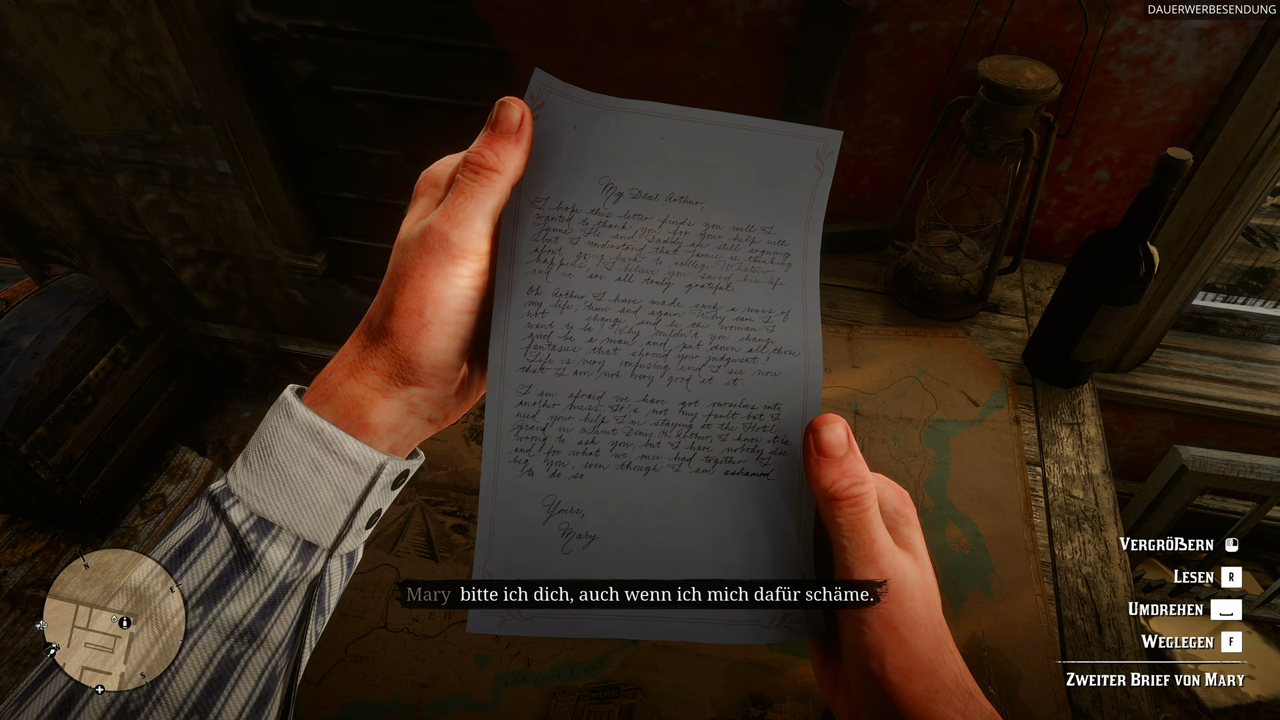 DAUERWERBESENDUNG
My Dear Arthur,
I hope this letter finds you well I
wanted to thank you for your help with
Jamie. He and Daddy are still arguing
but I understand that Jamie is thinking
about going back to college. Whatever
happens, I believe you saved his life
and we are all truly grateful.
Oh Arthur, I have made such a mess of
my life, time and again. Why can I
not change and be the woman I
want to be? Why couldn't you change
and be a man, and put down all those
fantasies that skewed your judgment?
Life is very confusing and I see now
that I am not very good at it
I am afraid we have got ourselves into
another mess. It's not my fault but I
need your help. I'm staying at the Hotel
grand in Saint Denis. Oh Arthur, I know it is
wrong to ask you, but I have nobody else
and for what we once had together I
beg you, even though I am ashamed
to do so
Yours,
Mary
Mary bitte ich dich, auch wenn ich mich dafür schäme.
VERGRÖßERN
LESEN R
UMDREHEN
WEGLEGEN F
ZWEITER BRIEF VON MARY
N
E
S